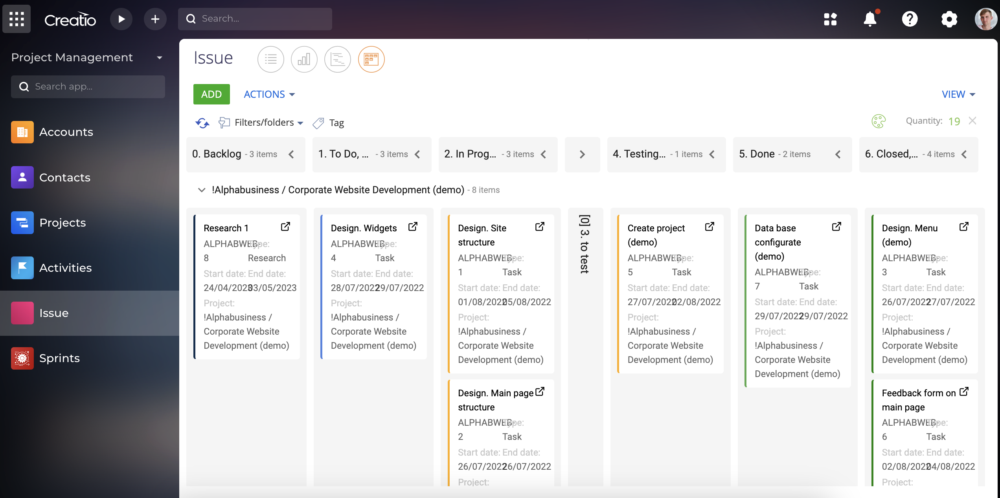 Creatio
Search...
Project Management
Search app...
Accounts
Contacts
Projects
Activities
Issue
Sprints
Issue
ADD
ACTIONS
VIEW
Filters/folders
Tag
Quantity: 19
0. Backlog - 3 items
1. To Do, ... - 3 items
2. In Prog... - 3 items
4. Testing... - 1 items
5. Done - 2 items
6. Closed,... - 4 items
!Alphabusiness / Corporate Website Development (demo) - 8 items
Research 1
ALPHABWEB- Type:
8 Research
Start date: End date:
24/04/2023 03/05/2023
Project:
!Alphabusiness /
Corporate Website
Development (demo)
Design. Widgets
ALPHABWEB- Type:
4 Task
Start date: End date:
28/07/2022 29/07/2022
Project:
!Alphabusiness /
Corporate Website
Development (demo)
Design. Site
structure
ALPHABWEB- Type:
1 Task
Start date: End date:
01/08/2022 05/08/2022
Project:
!Alphabusiness /
Corporate Website
Development (demo)
Design. Main page
structure
ALPHABWEB- Type:
2 Task
Start date: End date:
26/07/2022 26/07/2022
Project:
[0] 3. to test
Create project
(demo)
ALPHABWEB- Type:
5 Task
Start date: End date:
27/07/2022 02/08/2022
Project:
!Alphabusiness /
Corporate Website
Development (demo)
Data base
configurate
(demo)
ALPHABWEB- Type:
7 Task
Start date: End date:
29/07/2022 29/07/2022
Project:
!Alphabusiness /
Corporate Website
Development (demo)
Design. Menu
(demo)
ALPHABWEB- Type:
3 Task
Start date: End date:
26/07/2022 27/07/2022
Project:
!Alphabusiness /
Corporate Website
Development (demo)
Feedback form on
main page
ALPHABWEB- Type:
6 Task
Start date: End date:
02/08/2022 04/08/2022
Project: